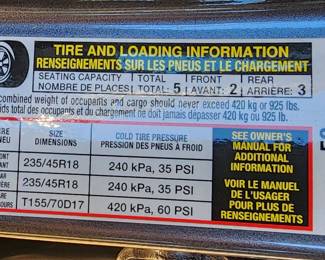 TIRE AND LOADING INFORMATION
RENSEIGNEMENTS SUR LES PNEUS ET LE CHARGEMENT
SEATING CAPACITY TOTAL FRONT REAR
NOMBRE DE PLACES TOTAL: 5 AVANT: 2 ARRIÈRE: 3
combined weight of occupants and cargo should never exceed 420 kg or 925 lbs.
total des occupants et du chargement ne doit jamais dépasser 420 kg ou 925 lb.
SIZE COLD TIRE PRESSURE
DIMENSIONS PRESSION DES PNEUS À FROID
235/45R18 240 kPa, 35 PSI
235/45R18 240 kPa, 35 PSI
T155/70D17 420 kPa, 60 PSI
SEE OWNER'S
MANUAL FOR
ADDITIONAL
INFORMATION
VOIR LE MANUEL
DE L'USAGER
POUR PLUS DE
RENSEIGNEMENTS